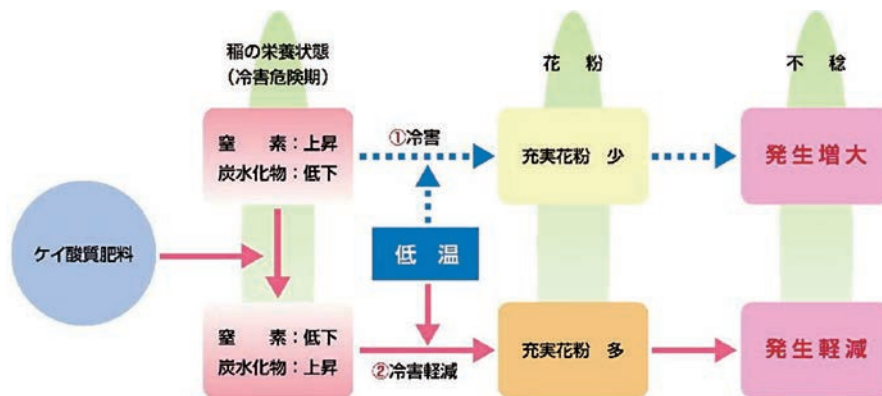 稲の栄養状態
(冷害危険期)
花 粉
不 稔
窒 素:上昇
炭水化物:低下
①冷害
充実花粉 少
発生増大
ケイ酸質肥料
低 温
窒 素:低下
炭水化物:上昇
②冷害軽減
充実花粉 多
発生軽減